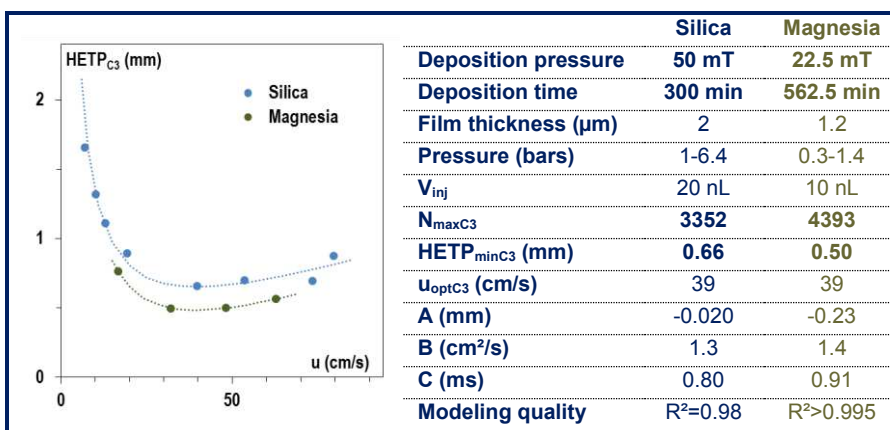 HETPC3 (mm)
2
Silica
Magnesia
1
u (cm/s)
0
0 50
Silica Magnesia
Deposition pressure 50 mT 22.5 mT
Deposition time 300 min 562.5 min
Film thickness (µm) 2 1.2
Pressure (bars) 1-6.4 0.3-1.4
Vinj 20 nL 10 nL
NmaxC3 3352 4393
HETPminC3 (mm) 0.66 0.50
uoptC3 (cm/s) 39 39
A (mm) -0.020 -0.23
B (cm²/s) 1.3 1.4
C (ms) 0.80 0.91
Modeling quality R²=0.98 R²>0.995